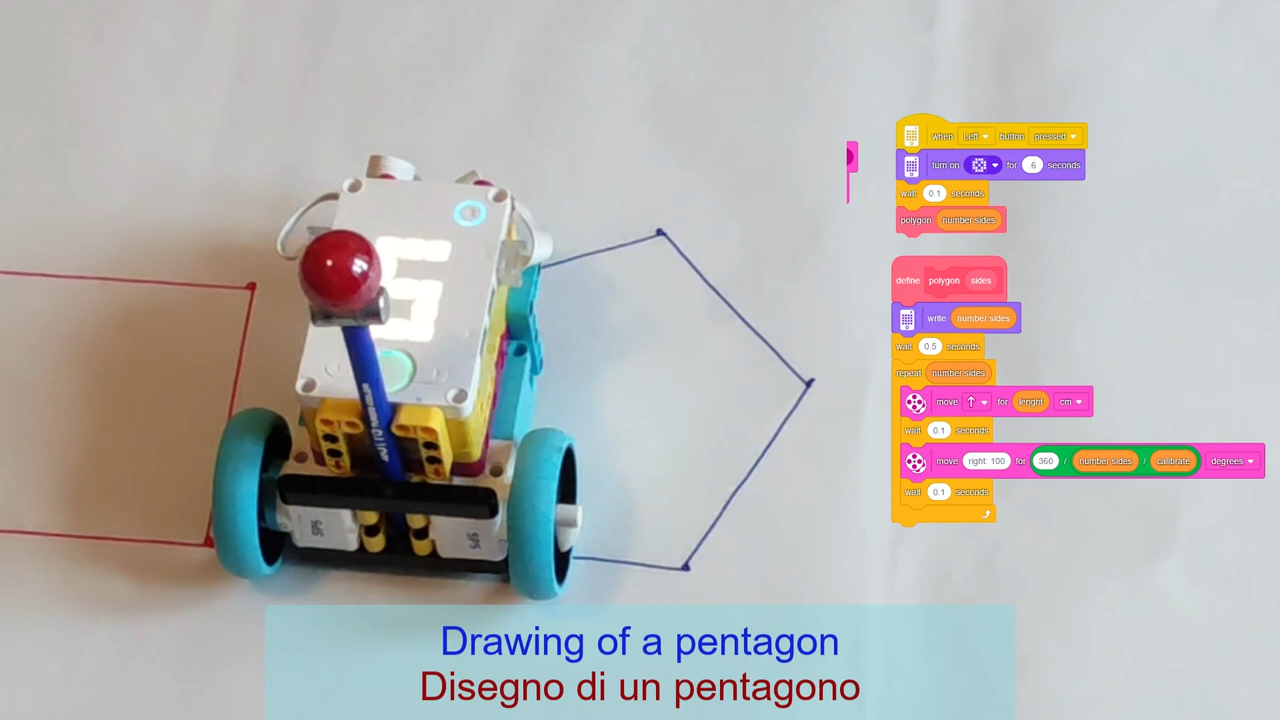 when Left button pressed
turn on for 6 seconds
wait 0.1 seconds
polygon number sides
define polygon sides
write number sides
wait 0.5 seconds
repeat number sides
move ↑ for lenght cm
wait 0.1 seconds
move right: 100 for 360 / number sides / calibrate degrees
wait 0.1 seconds
5
Drawing of a pentagon
Disegno di un pentagono